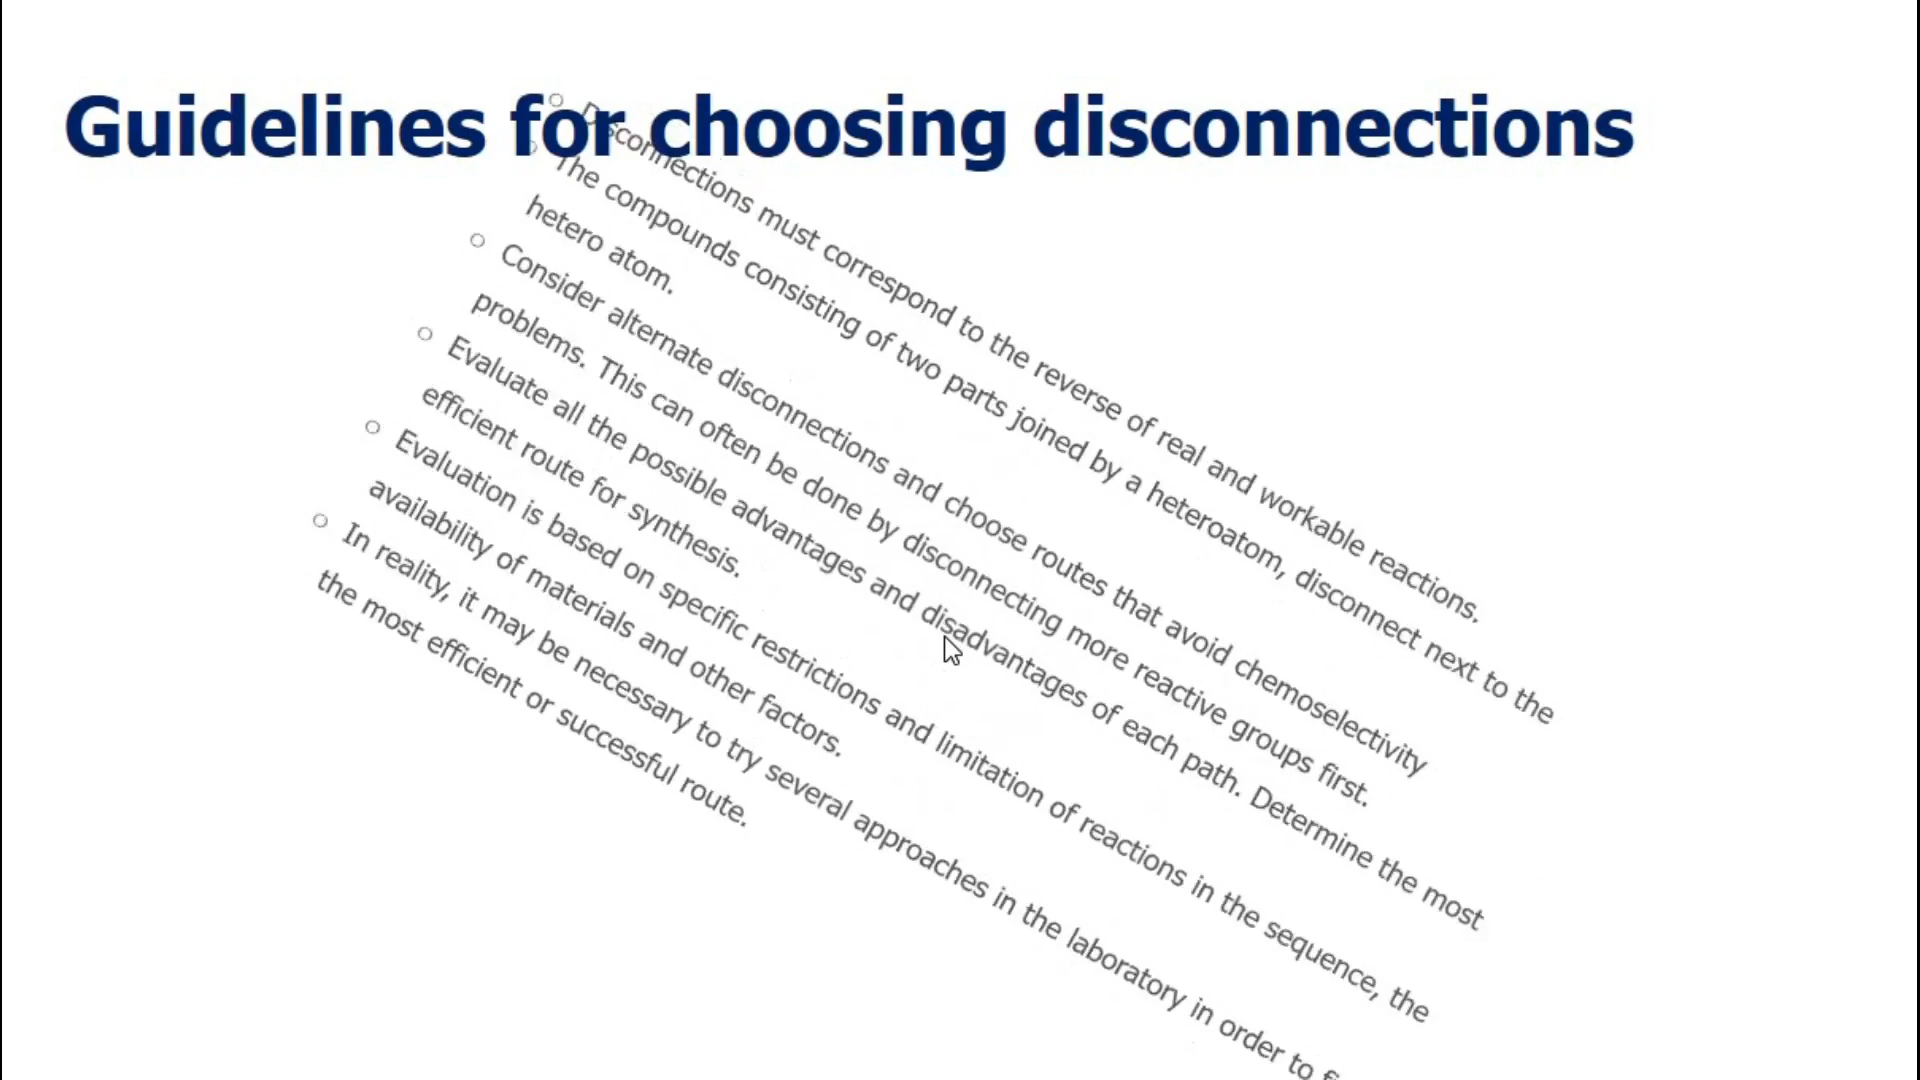 Guidelines for choosing disconnections
Disconnections must correspond to the reverse of real and workable reactions.
The compounds consisting of two parts joined by a heteroatom, disconnect next to the
hetero atom.
Consider alternate disconnections and choose routes that avoid chemoselectivity
problems. This can often be done by disconnecting more reactive groups first.
Evaluate all the possible advantages and disadvantages of each path. Determine the most
efficient route for synthesis.
Evaluation is based on specific restrictions and limitation of reactions in the sequence, the
availability of materials and other factors.
In reality, it may be necessary to try several approaches in the laboratory in order to
the most efficient or successful route.